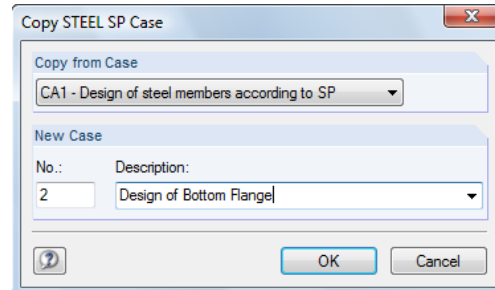 Copy STEEL SP Case
Copy from Case
CA1 - Design of steel members according to SP
New Case
No.: Description:
2 Design of Bottom Flange
OK Cancel